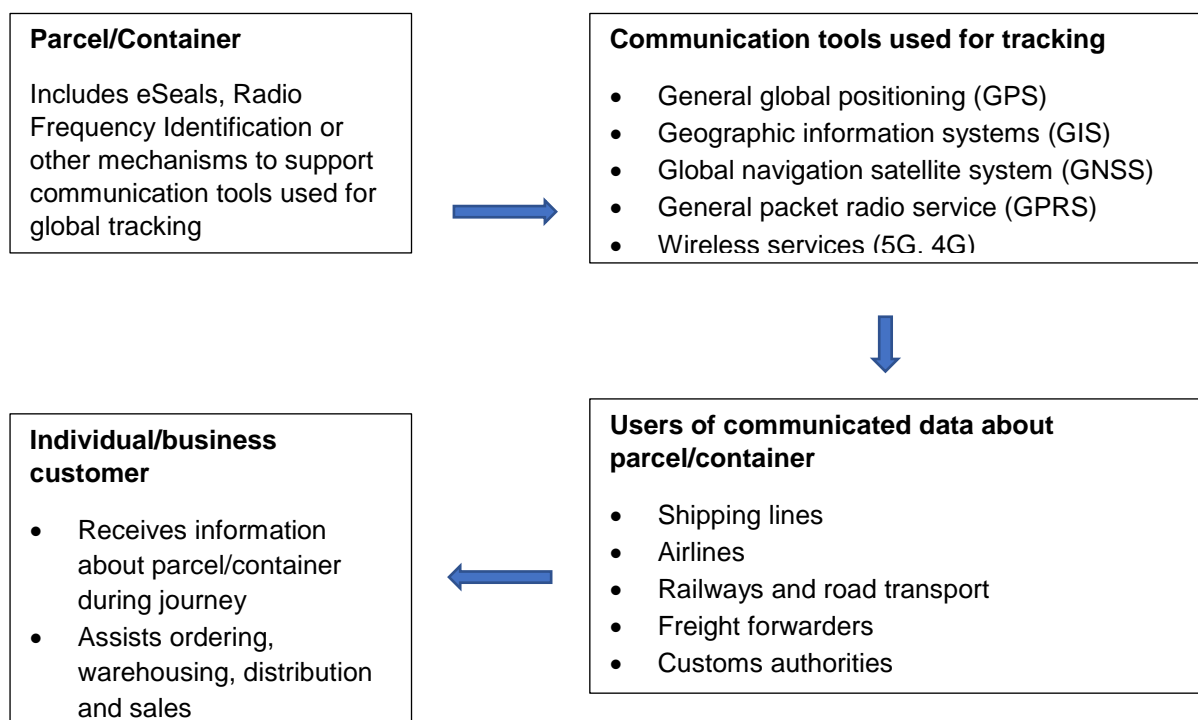 Parcel/Container
Includes eSeals, Radio
Frequency Identification or
other mechanisms to support
communication tools used for
global tracking
Communication tools used for tracking
• General global positioning (GPS)
• Geographic information systems (GIS)
• Global navigation satellite system (GNSS)
• General packet radio service (GPRS)
• Wireless services (5G, 4G)
Users of communicated data about
parcel/container
• Shipping lines
• Airlines
• Railways and road transport
• Freight forwarders
• Customs authorities
Individual/business
customer
• Receives information
about parcel/container
during journey
• Assists ordering,
warehousing, distribution
and sales